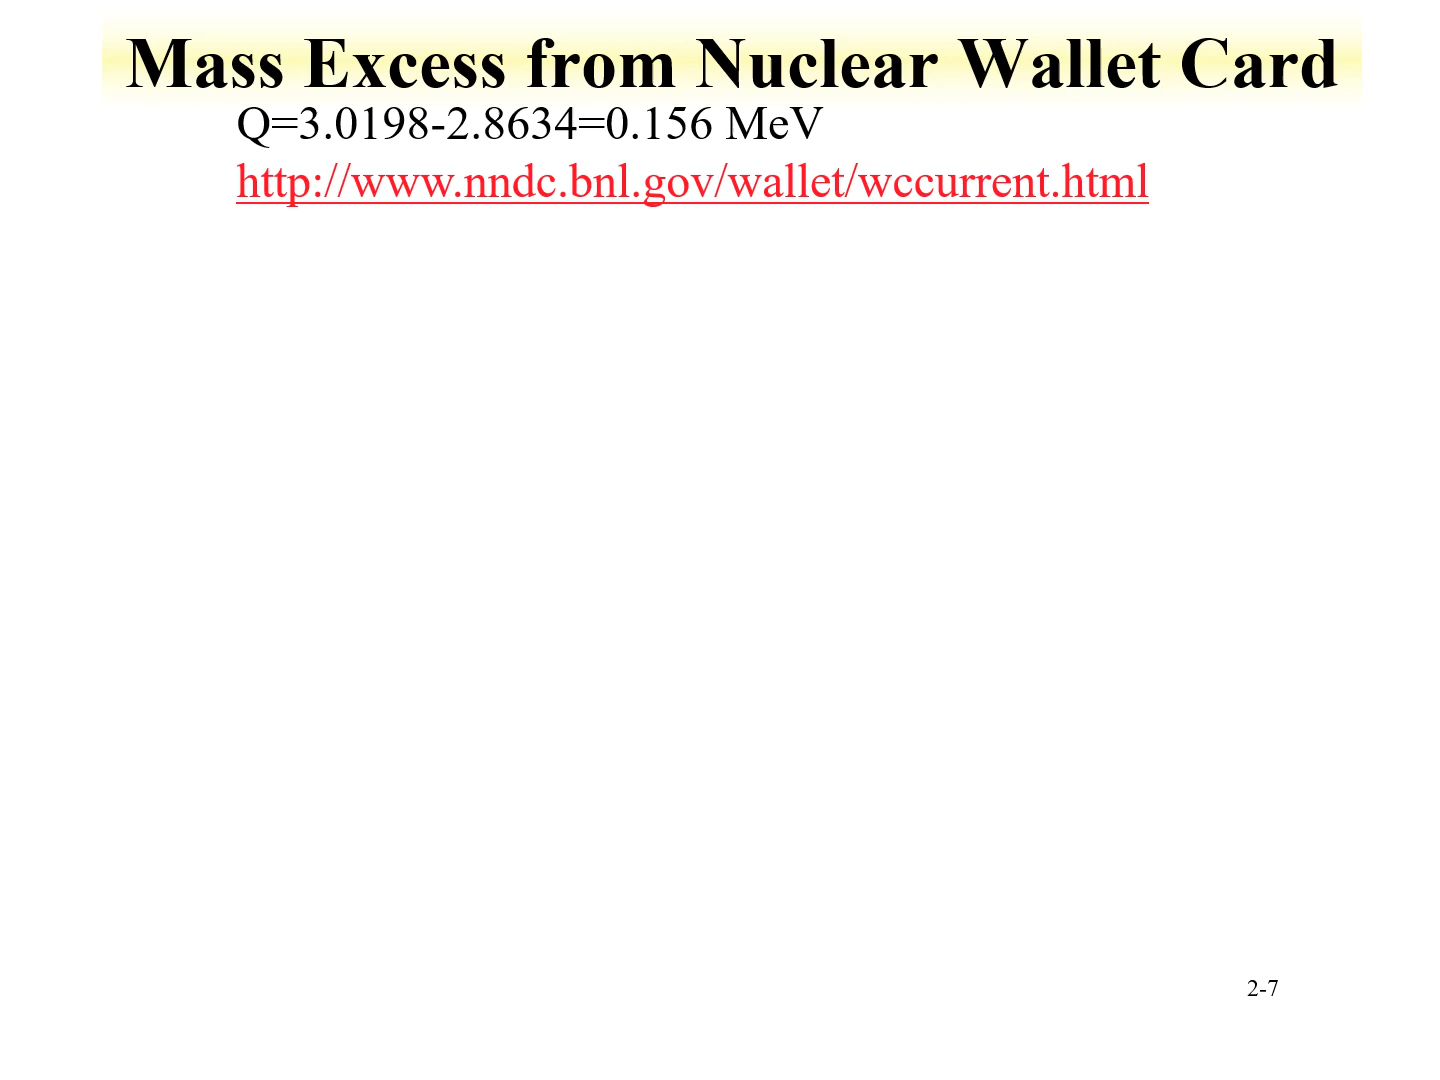 Mass Excess from Nuclear Wallet Card
Q=3.0198-2.8634=0.156 MeV
http://www.nndc.bnl.gov/wallet/wccurrent.html
2-7